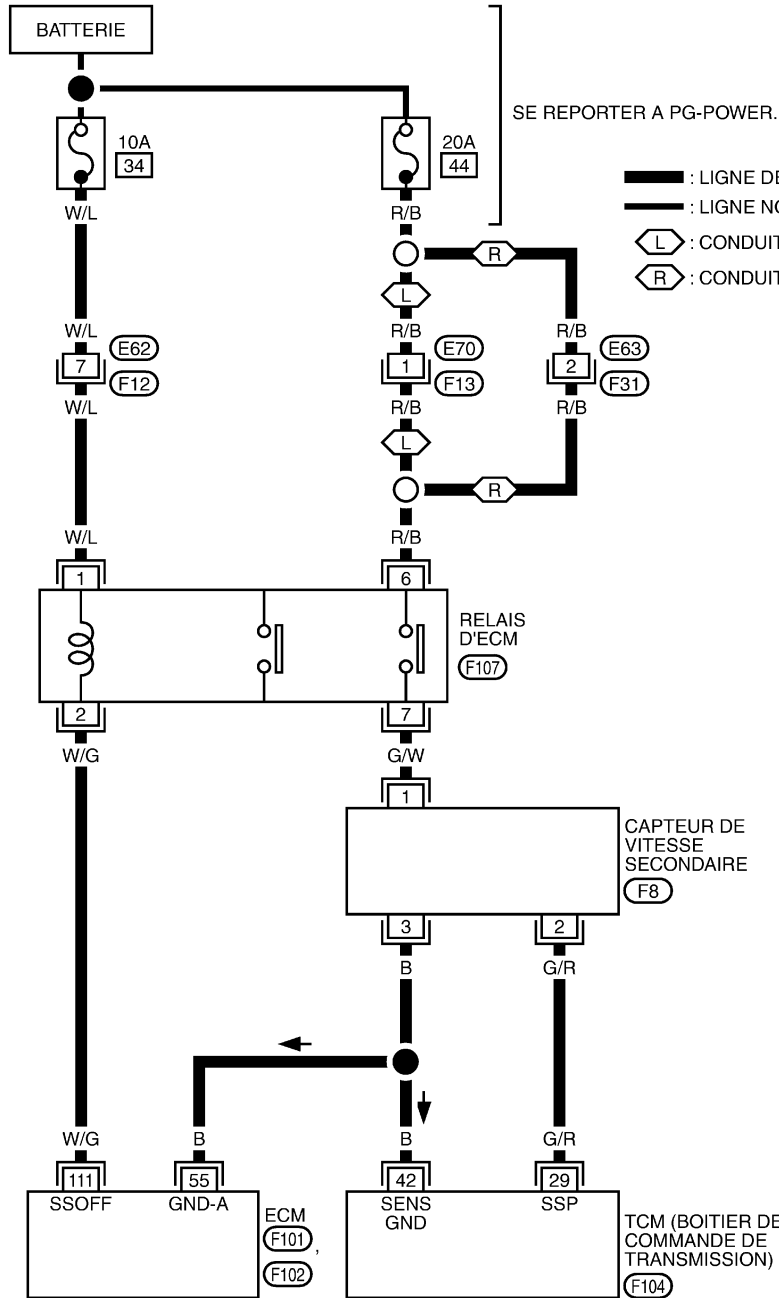 BATTERIE
SE REPORTER A PG-POWER.
10A
34
20A
44
: LIGNE DE
: LIGNE NO
L : CONDUIT
R : CONDUIT
W/L
R/B
R
L
W/L
R/B
R/B
7
E62
F12
1
E70
F13
2
E63
F31
W/L
R/B
R/B
L
R
W/L
R/B
1
6
RELAIS
D'ECM
F107
2
7
W/G
G/W
1
CAPTEUR DE
VITESSE
SECONDAIRE
F8
3
2
B
G/R
W/G
B
B
G/R
111
55
42
29
SSOFF
GND-A
SENS
GND
SSP
ECM
F101
,
F102
TCM (BOITIER DE
COMMANDE DE
TRANSMISSION)
F104